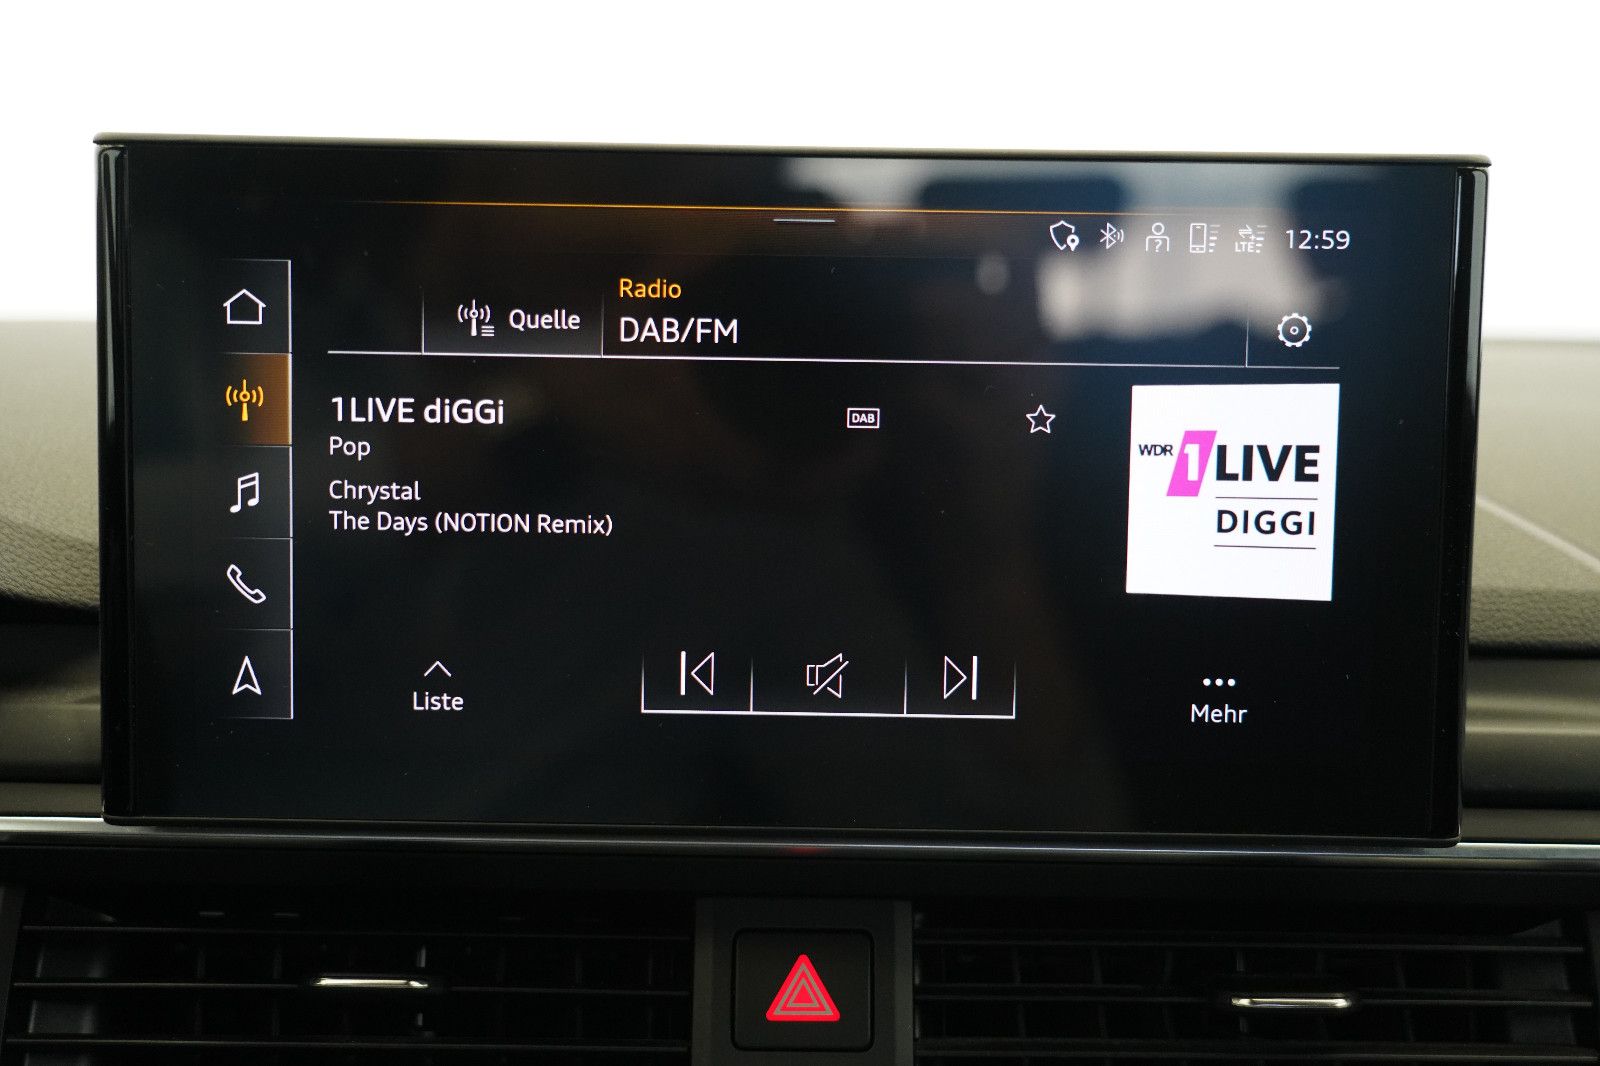 LTE 12:59
Quelle
Radio
DAB/FM
1LIVE diGGi
DAB
Pop
Chrystal
The Days (NOTION Remix)
WDR 1LIVE
DIGGI
Liste
Mehr